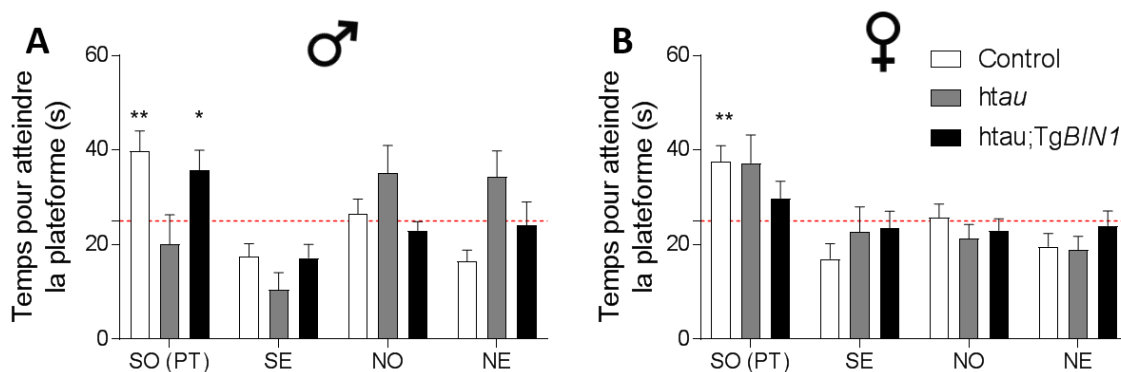 A
♂
Temps pour atteindre
la plateforme (s)
60
40
20
0
** *
SO (PT) SE NO NE
B
♀
Temps pour atteindre
la plateforme (s)
60
40
20
0
**
SO (PT) SE NO NE
Control
htau
htau;TgBIN1